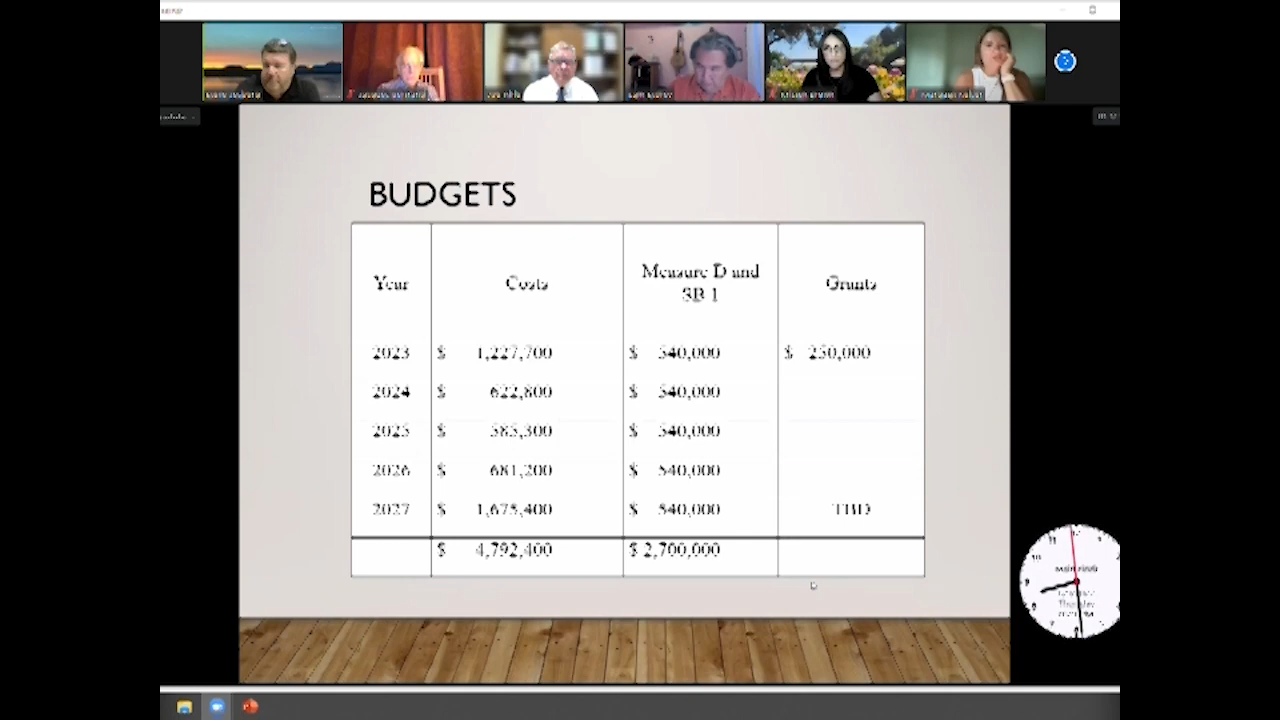 BUDGETS
Year Costs Measure D and SB 1 Grants
2023 $ 1,227,700 $ 540,000 $ 250,000
2024 $ 622,800 $ 540,000
2025 $ 585,300 $ 540,000
2026 $ 681,200 $ 540,000
2027 $ 1,675,400 $ 540,000 TBD
$ 4,792,400 $ 2,700,000